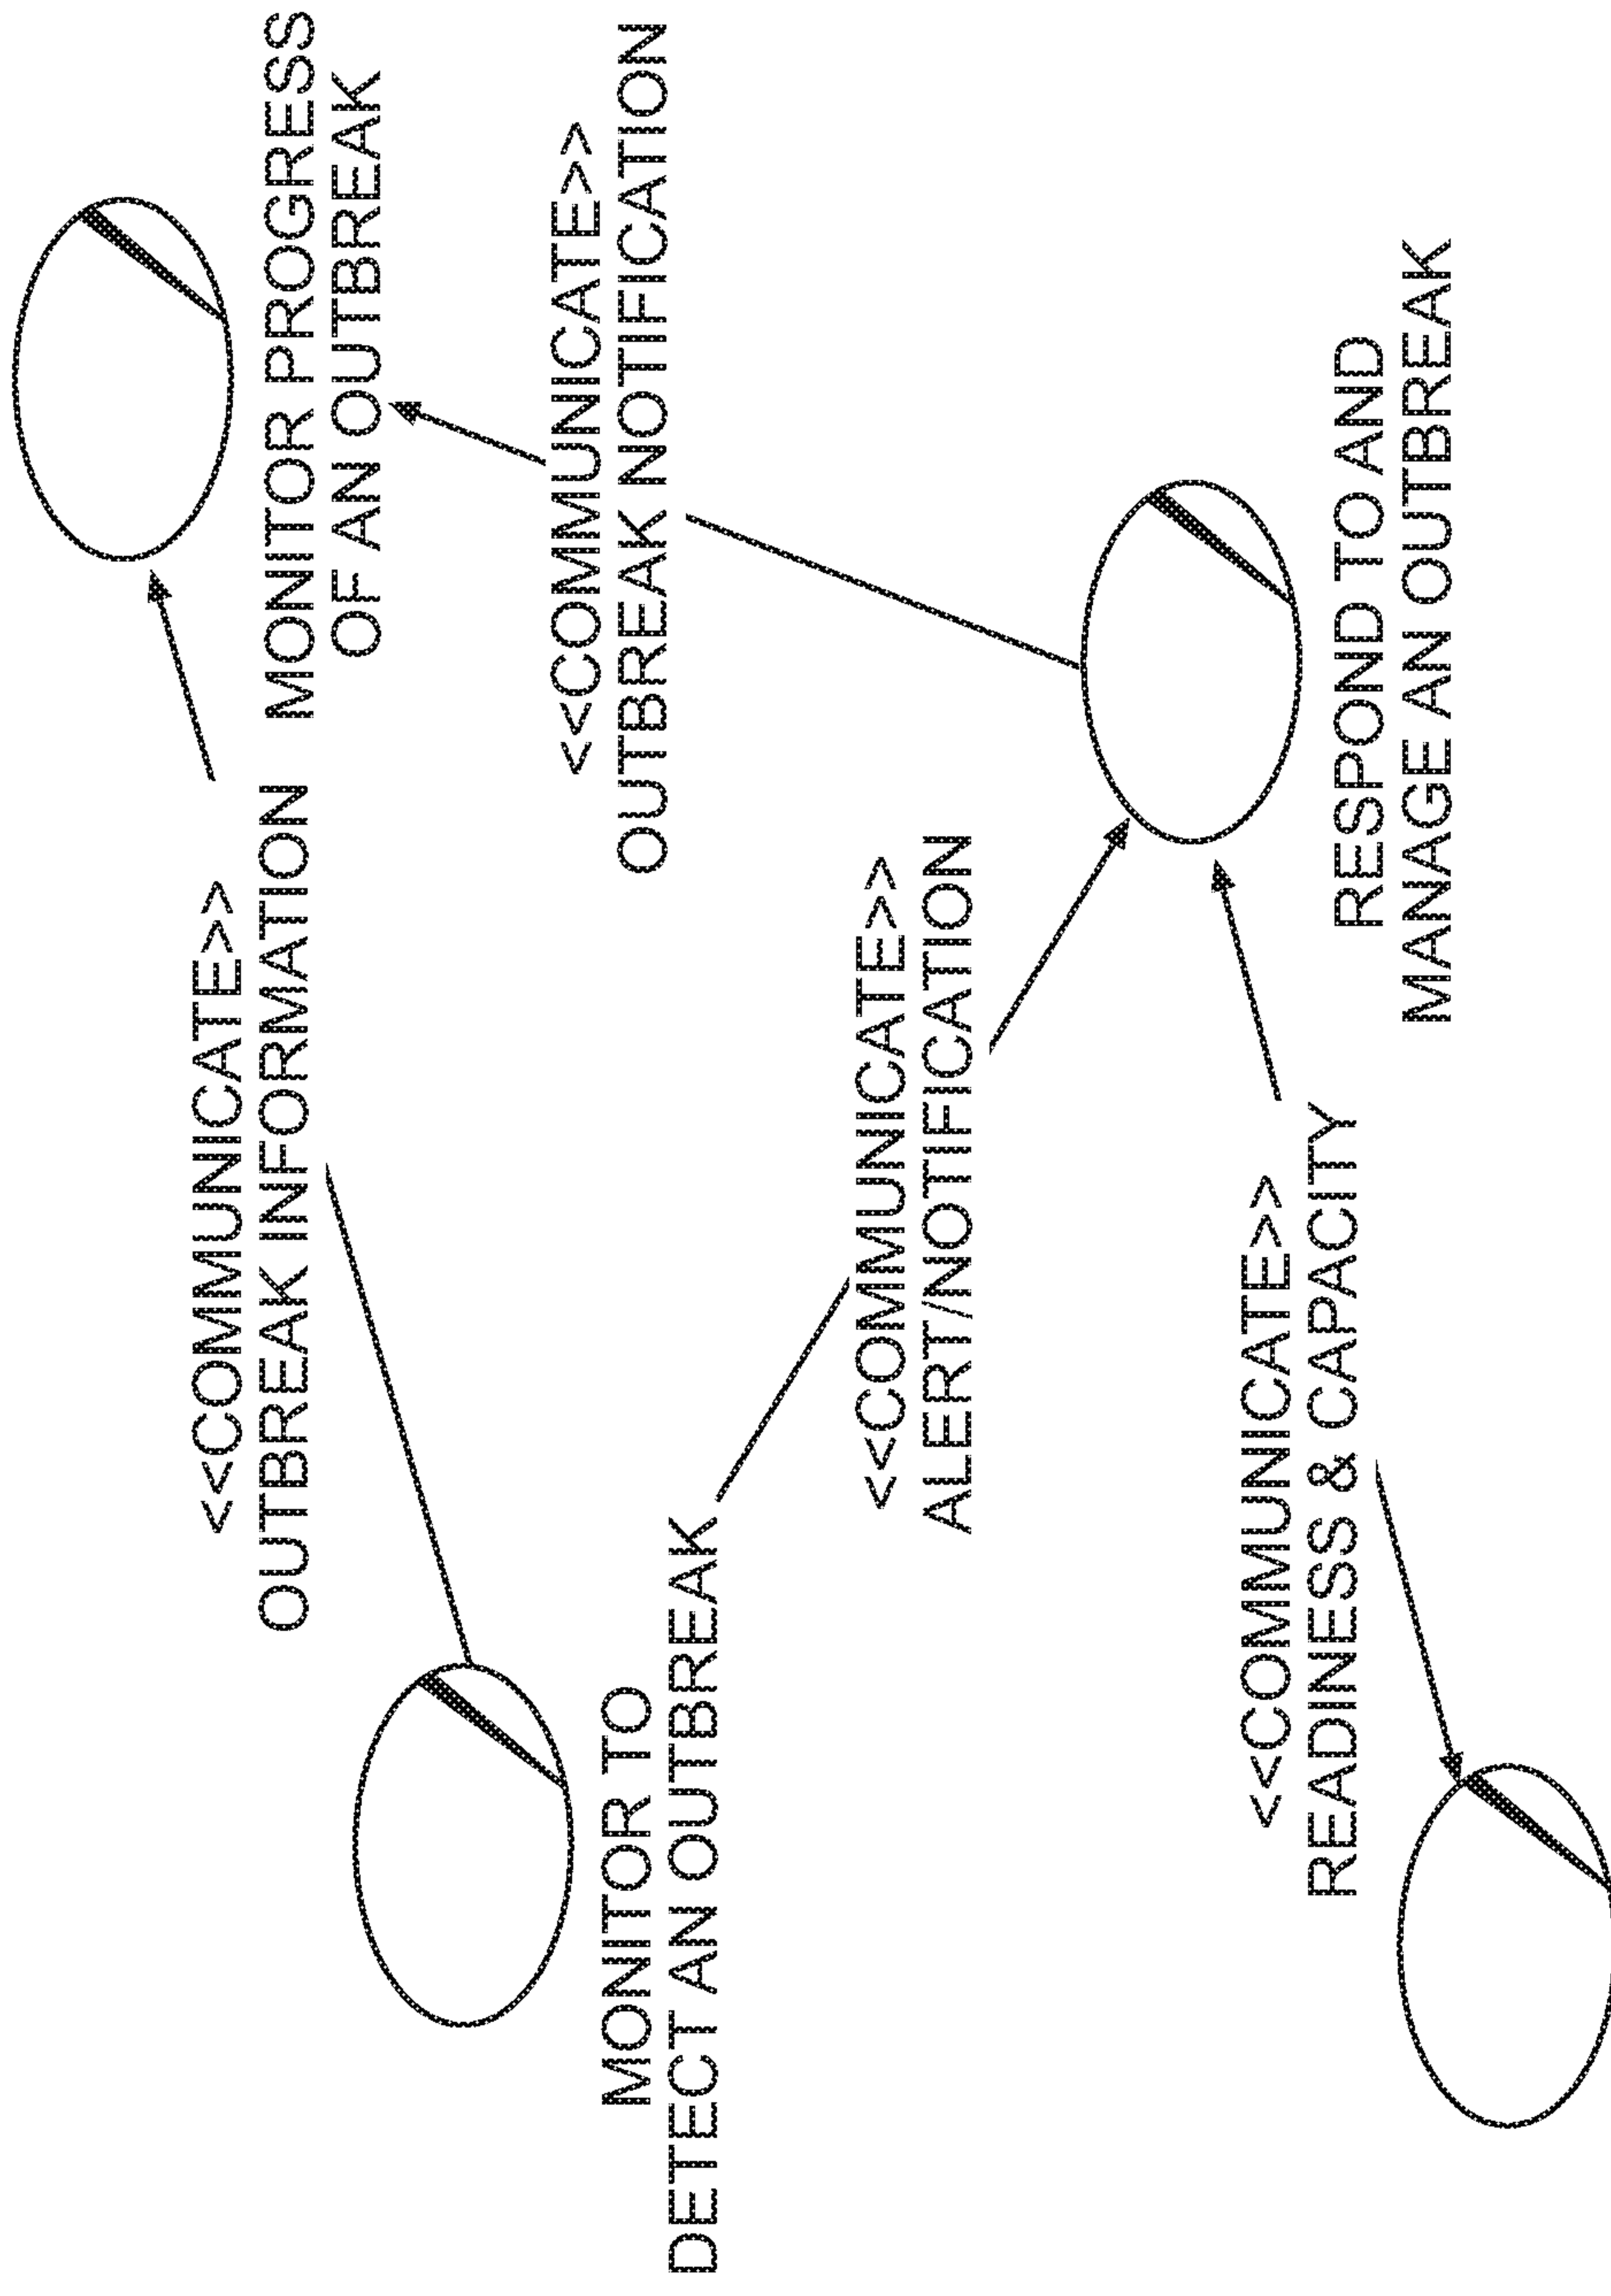 <<COMMUNICATE>>
OUTBREAK INFORMATION
MONITOR PROGRESS
OF AN OUTBREAK
<<COMMUNICATE>>
OUTBREAK NOTIFICATION
MONITOR TO
DETECT AN OUTBREAK
<<COMMUNICATE>>
ALERT/NOTIFICATION
<<COMMUNICATE>>
READINESS & CAPACITY
RESPOND TO AND
MANAGE AN OUTBREAK